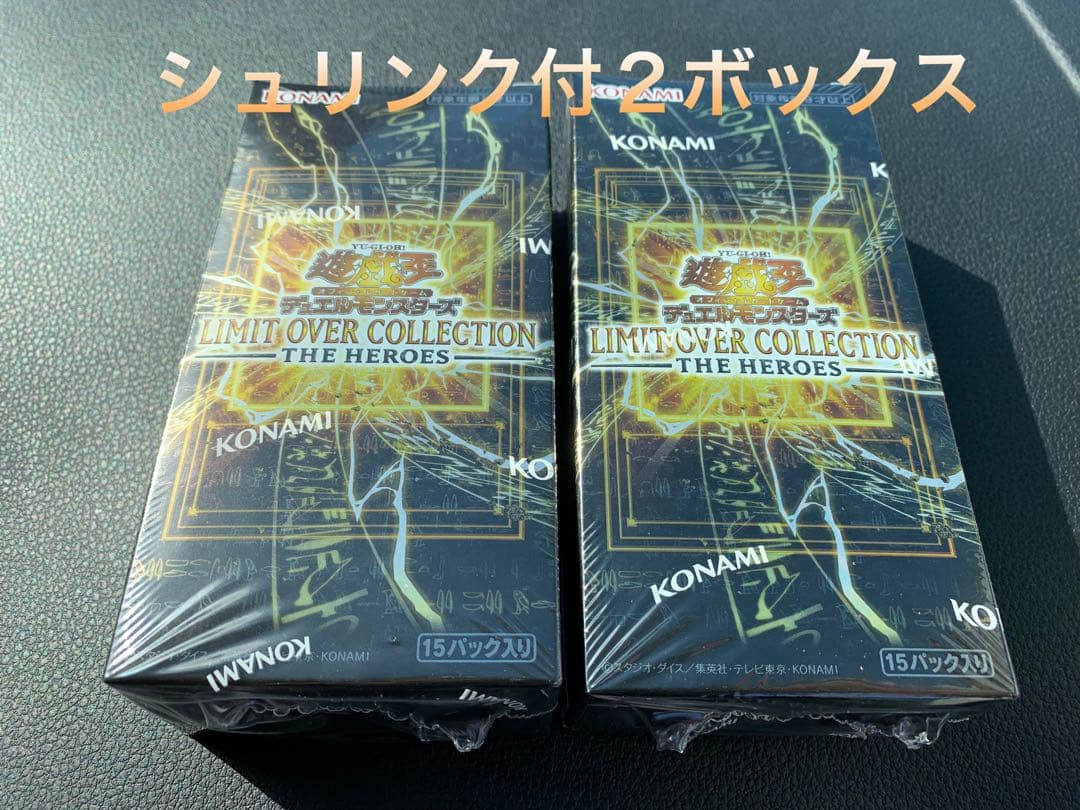 シュリンク付2ボックス
KONAMI
KONAMI
YU-GI-OH!
遊戯王
デュエルモンスターズ
LIMIT OVER COLLECTION
THE HEROES
KONAMI
KO
KONAMI
15パック入り
KONAMI
KONAMI
K
YU-GI-OH!
遊戯王
デュエルモンスターズ
LIMIT OVER COLLECTION
THE HEROES
KONAMI
KO
©スタジオ・ダイス/集英社・テレビ東京・KONAMI
15パック入り